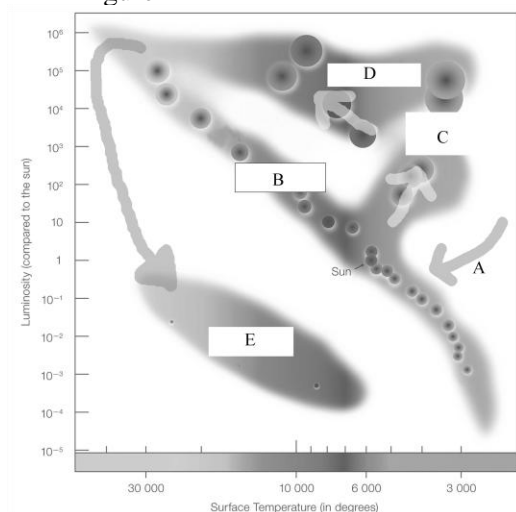 10⁶
10⁵
D
10⁴
C
10³
B
10²
10
A
1
Sun
10⁻¹
E
10⁻²
10⁻³
10⁻⁴
10⁻⁵
Luminosity (compared to the sun)
30 000
10 000
6 000
3 000
Surface Temperature (in degrees)